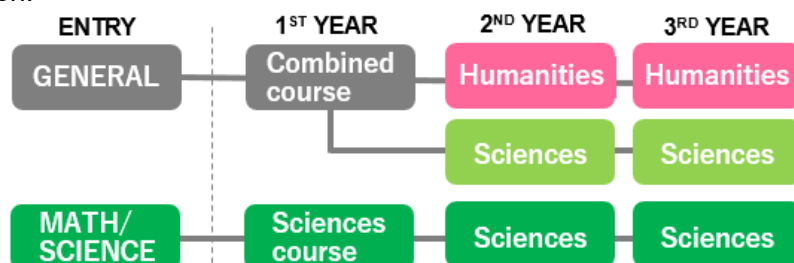 ENTRY 1ST YEAR 2ND YEAR 3RD YEAR
GENERAL
Combined
course
Humanities
Humanities
Sciences
Sciences
MATH/
SCIENCE
Sciences
course
Sciences
Sciences